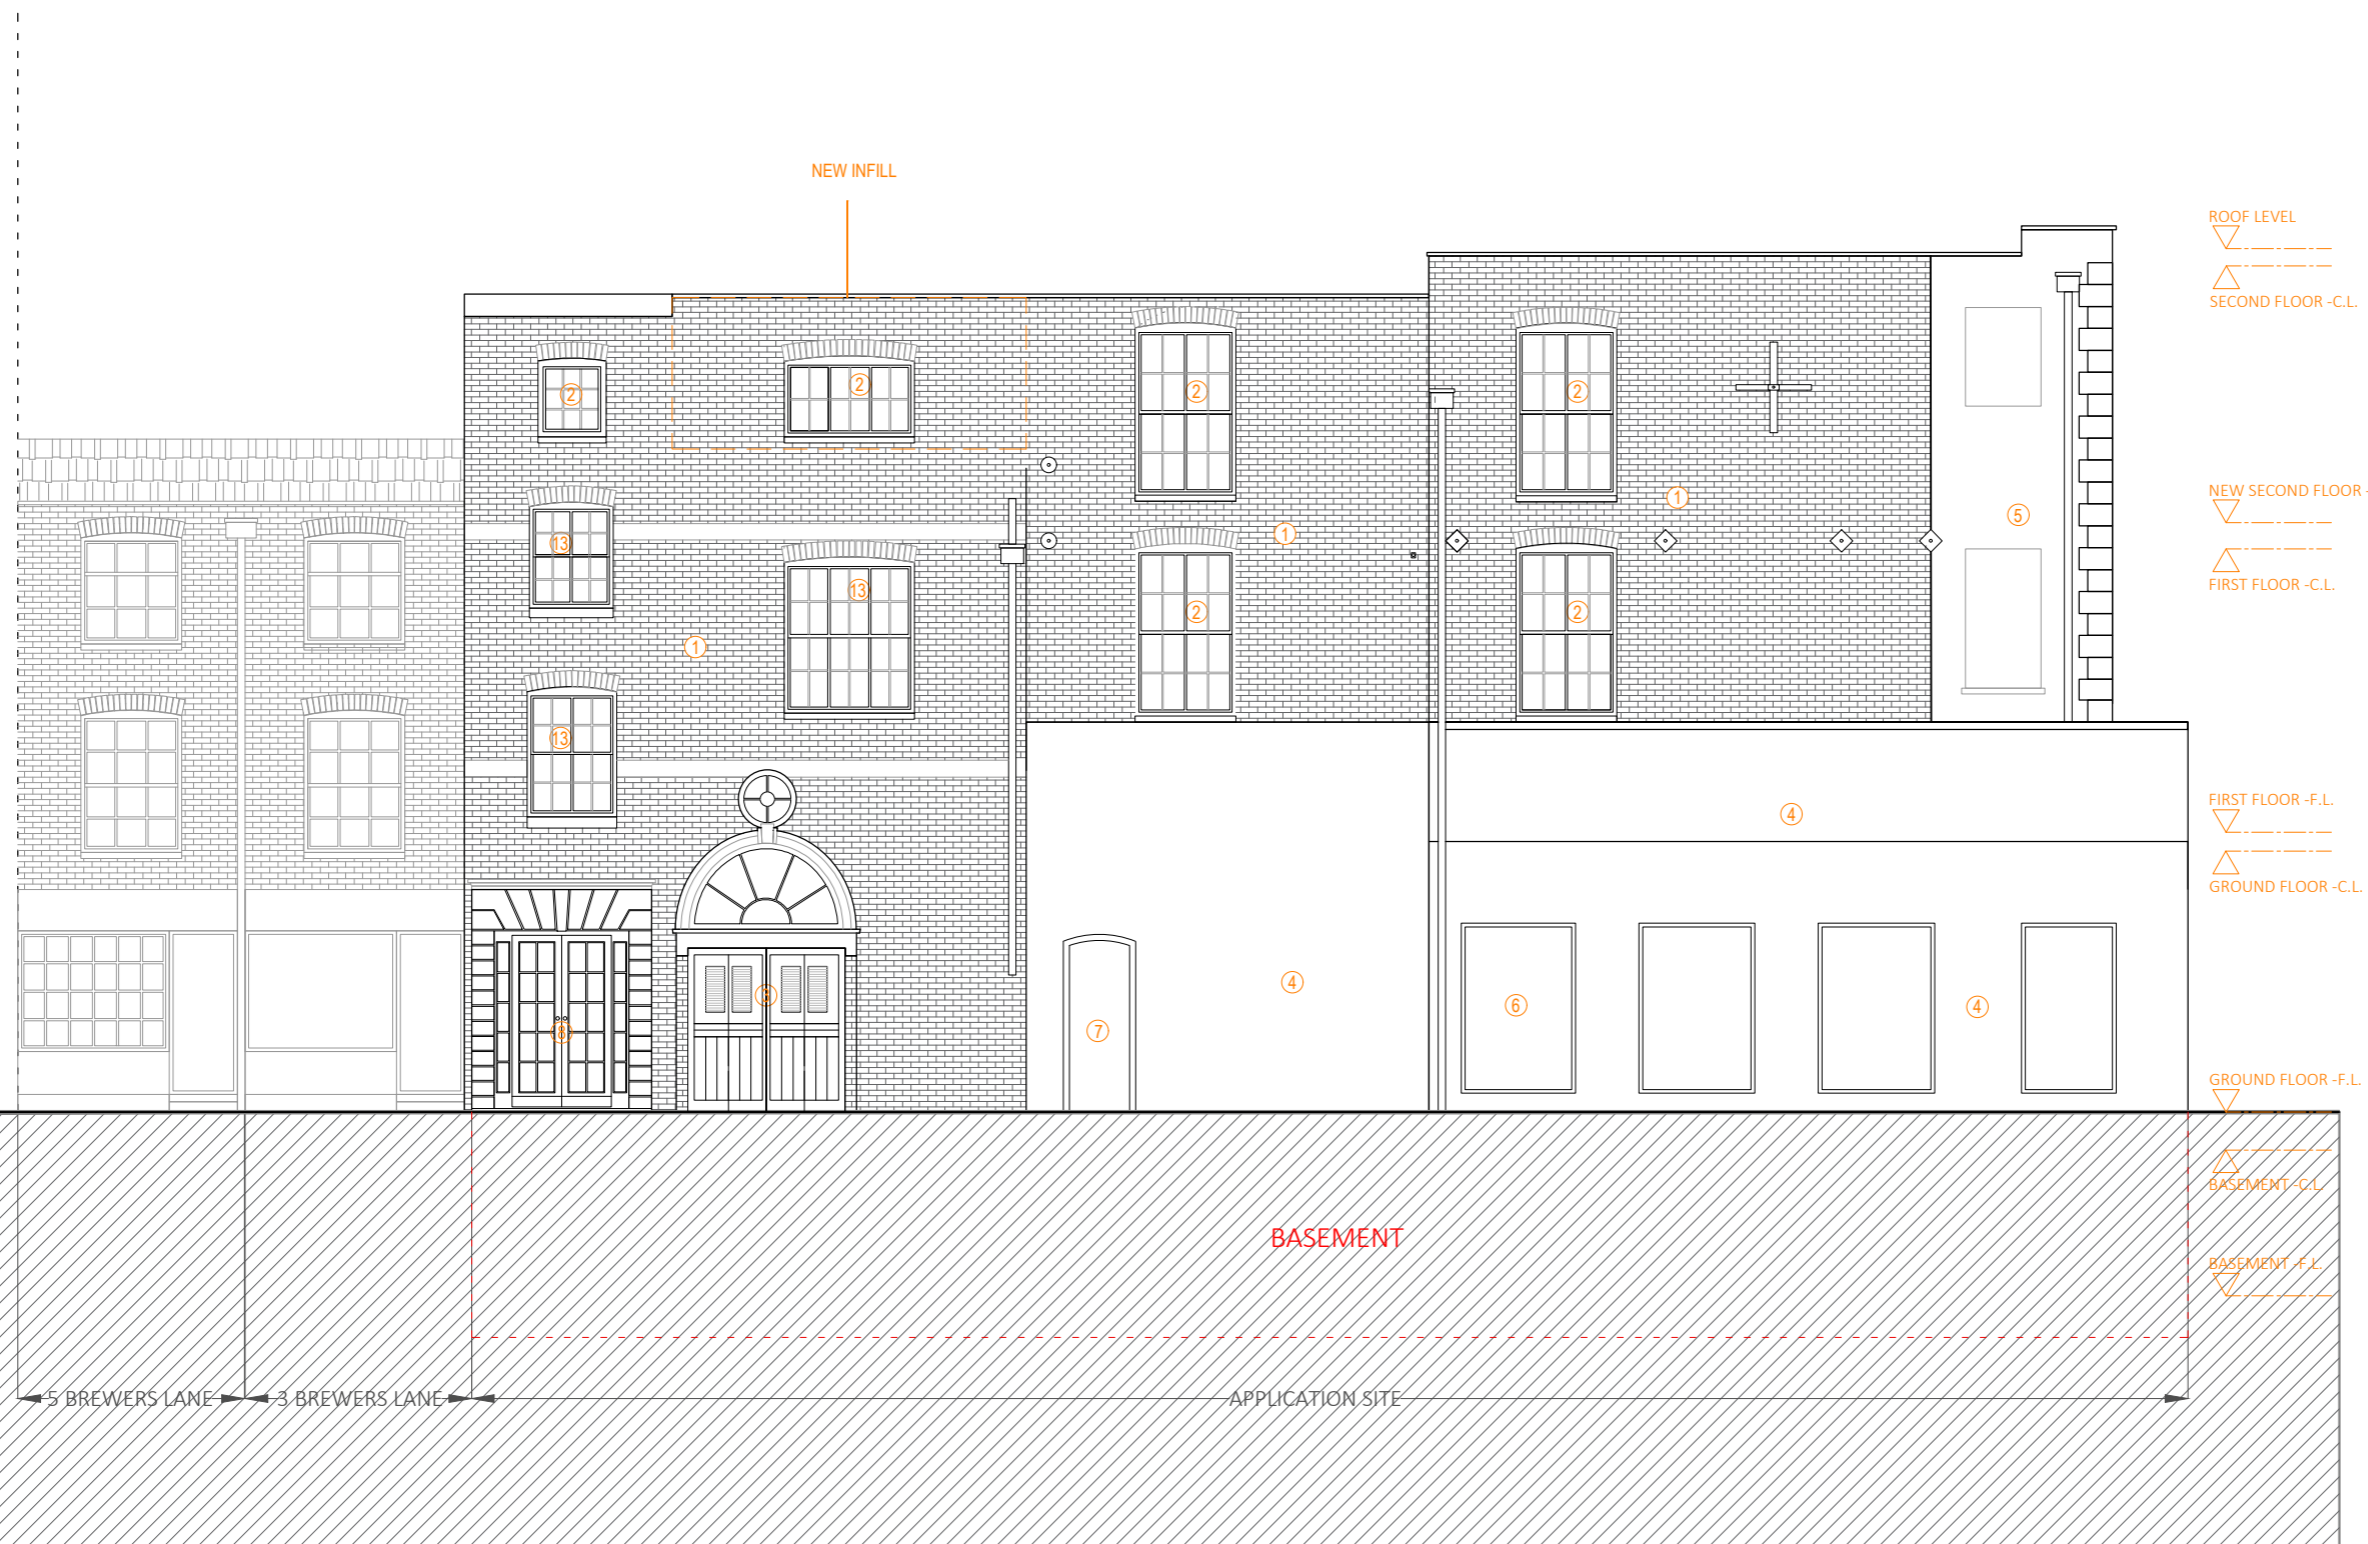 NEW INFILL
ROOF LEVEL
SECOND FLOOR -C.L.
2
2
2
2
NEW SECOND FLOOR -
1
5
1
13
FIRST FLOOR -C.L.
13
2
2
1
13
FIRST FLOOR -F.L.
4
GROUND FLOOR -C.L.
4
6
4
7
8
GROUND FLOOR -F.L.
BASEMENT -C.L.
BASEMENT
BASEMENT -F.L.
5 BREWERS LANE
3 BREWERS LANE
APPLICATION SITE